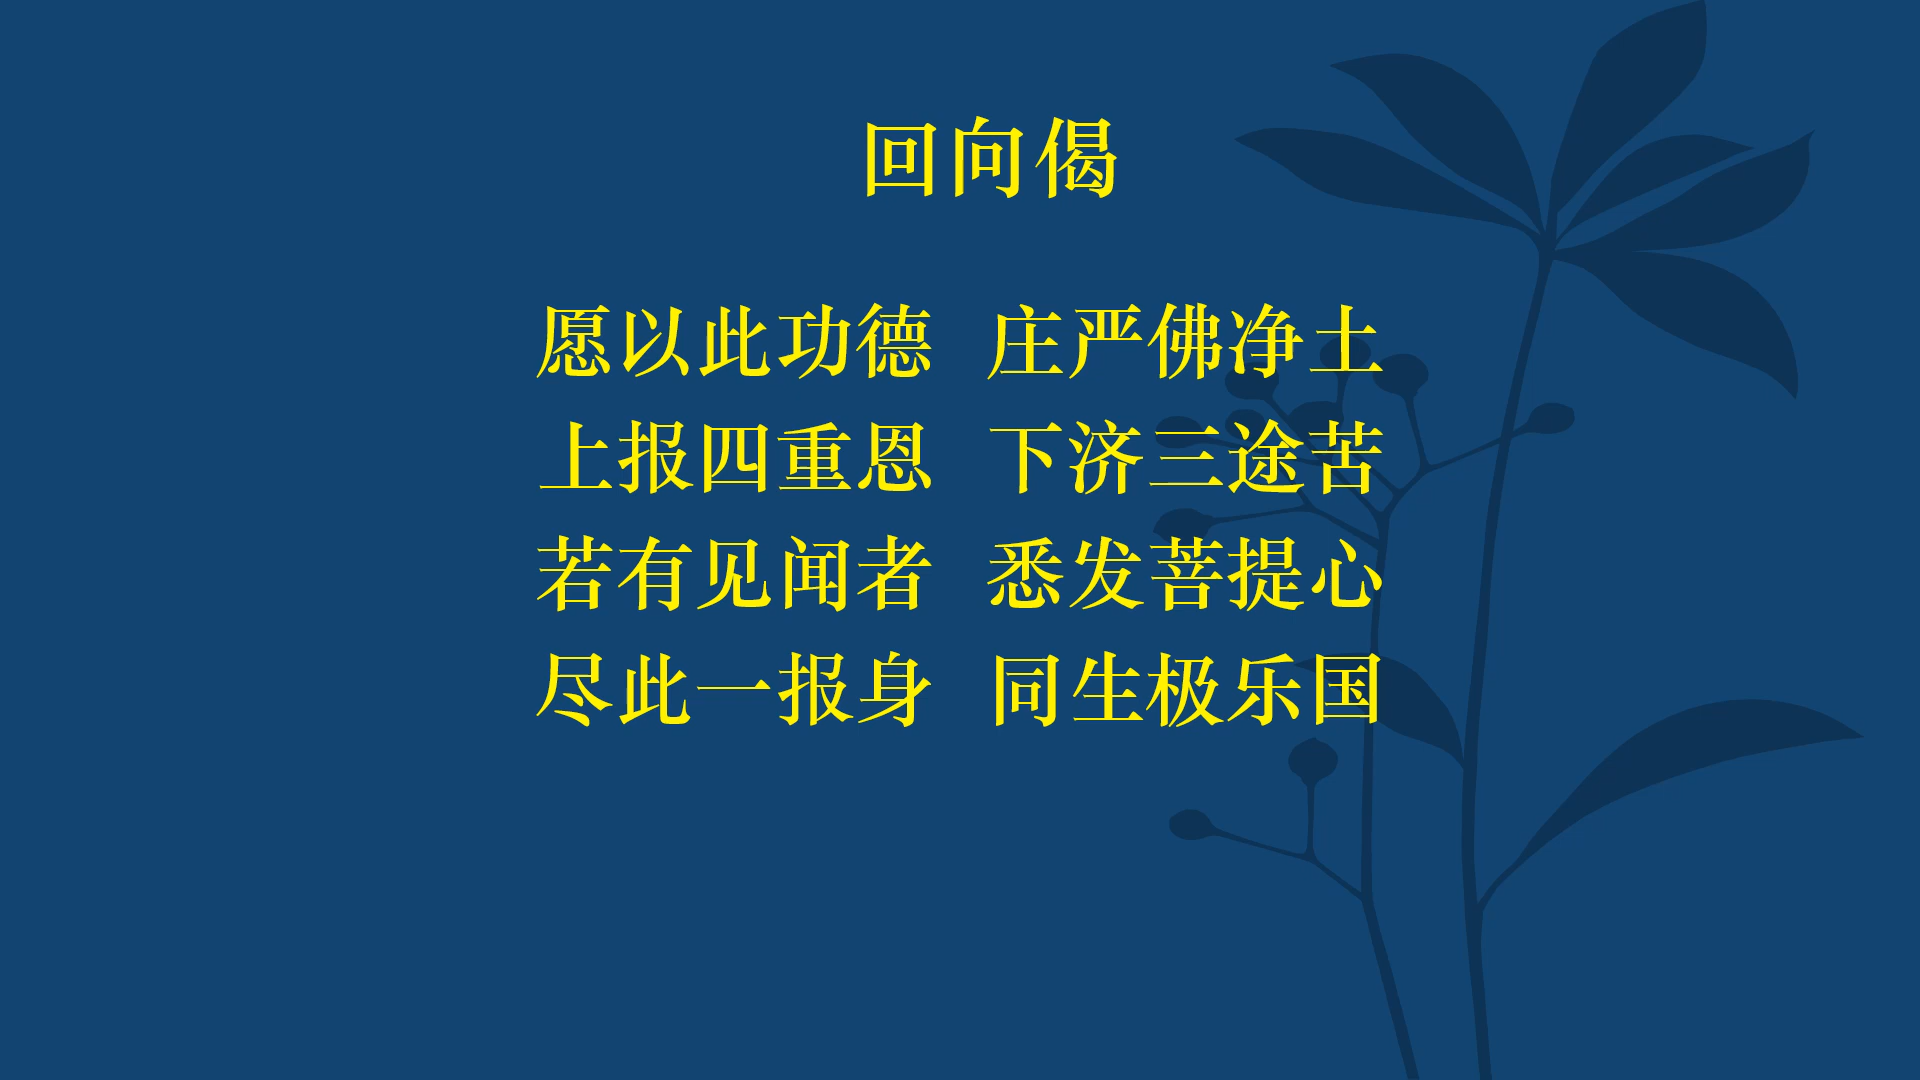 回向偈
愿以此功德 庄严佛净土
上报四重恩 下济三途苦
若有见闻者 悉发菩提心
尽此一报身 同生极乐国